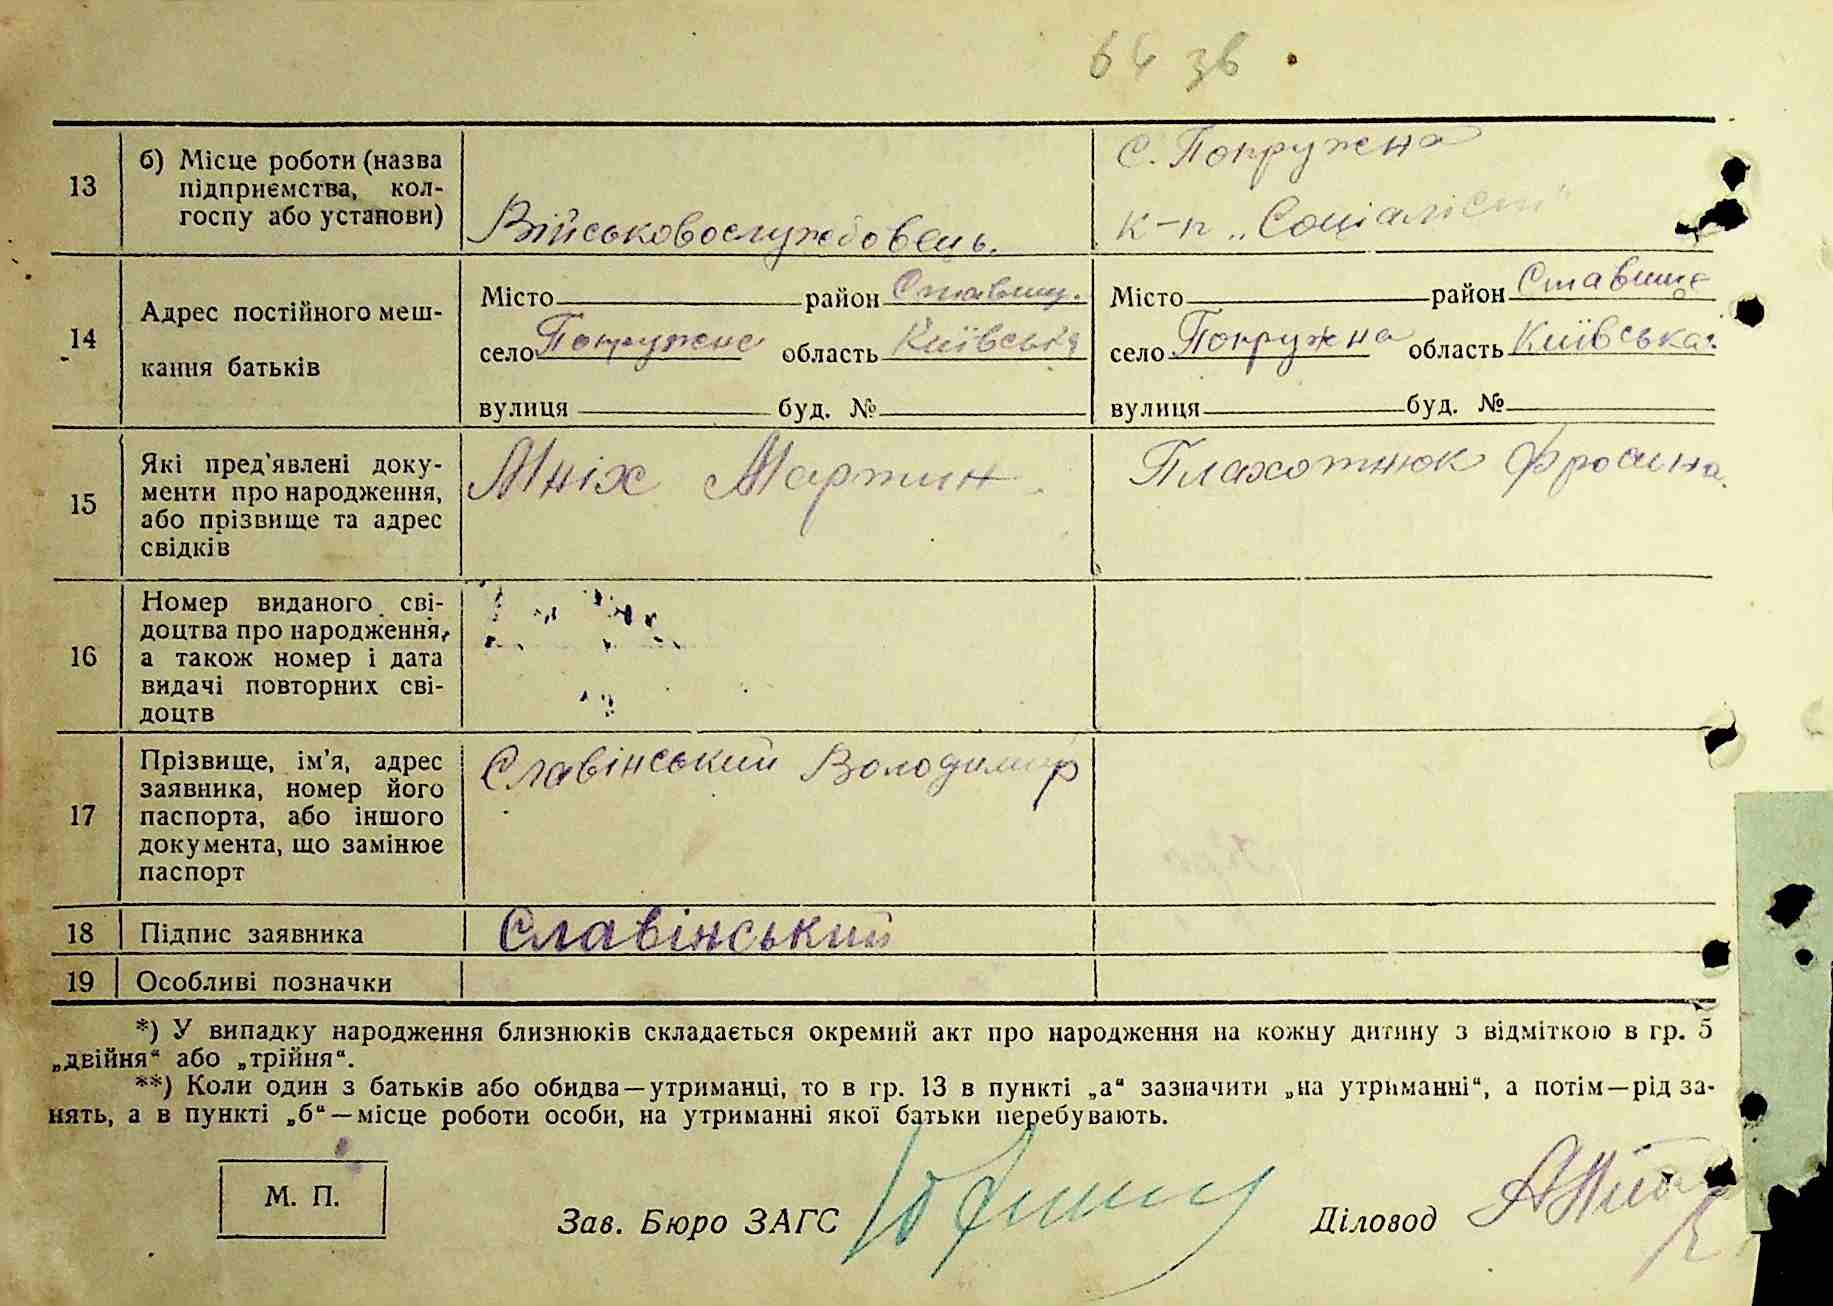 64 зв
13
б) Місце роботи (назва
підприємства, кол-
госпу або установи)
Військовослужбовець.
с. Попружна
к-п „Соціаліст"
14
Адрес постійного меш-
кання батьків
Місто район Ставищ.
село Попружне область Київська
вулиця буд. №
Місто район Ставище
село Попружна область Київська
вулиця буд. №
15
Які пред'явлені доку-
менти про народження,
або прізвище та адрес
свідків
Мніх Мартин
Плахотнюк Фросина.
16
Номер виданого сві-
доцтва про народження,
а також номер і дата
видачі повторних сві-
доцтв
17
Прізвище, ім'я, адрес
заявника, номер його
паспорта, або іншого
документа, що замінює
паспорт
Славінський Володимир
18
Підпис заявника
Славінський
19
Особливі позначки
*) У випадку народження близнюків складається окремий акт про народження на кожну дитину з відміткою в гр. 5
„двійня“ або „трійня“.
**) Коли один з батьків або обидва—утриманці, то в гр. 13 в пункті „а“ зазначити „на утриманні“, а потім—рід за-
нять, а в пункті „б“—місце роботи особи, на утриманні якої батьки перебувають.
М. П.
Зав. Бюро ЗАГС
Діловод